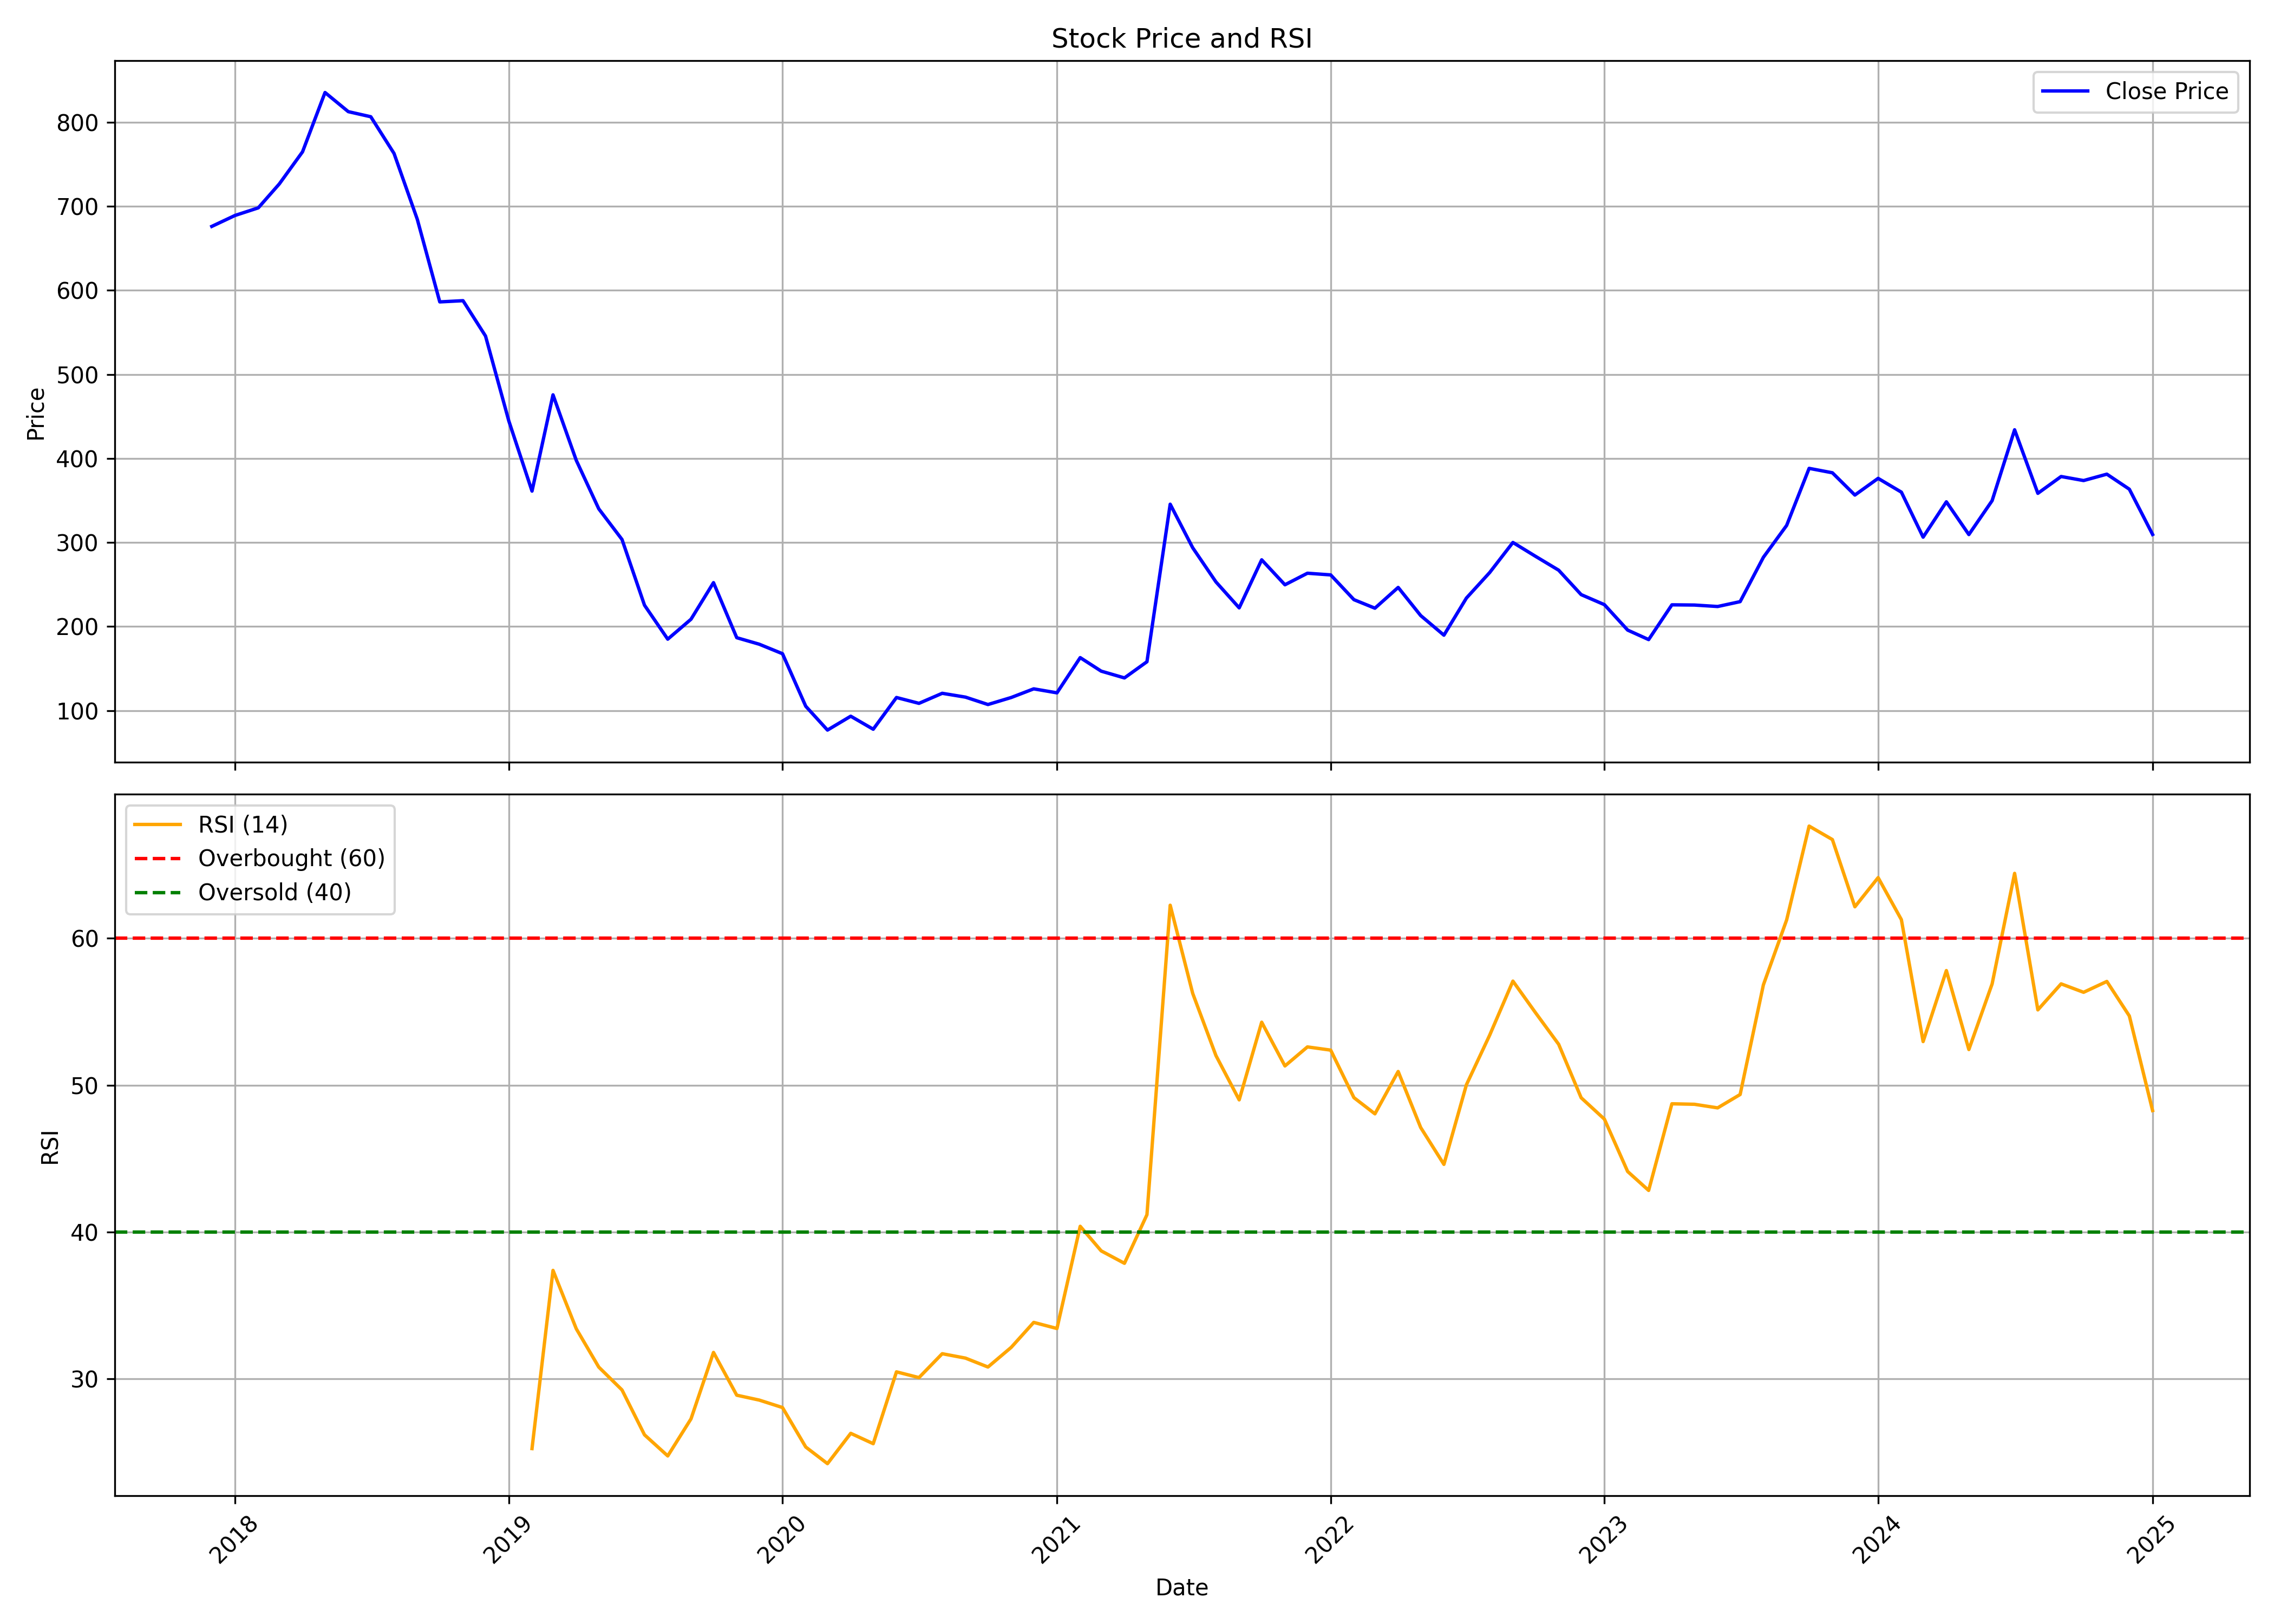 Stock Price and RSI
Close Price
800
700
600
500
400
300
200
100
Price
RSI (14)
Overbought (60)
Oversold (40)
60
50
40
30
RSI
2018
2019
2020
2021
2022
2023
2024
2025
Date